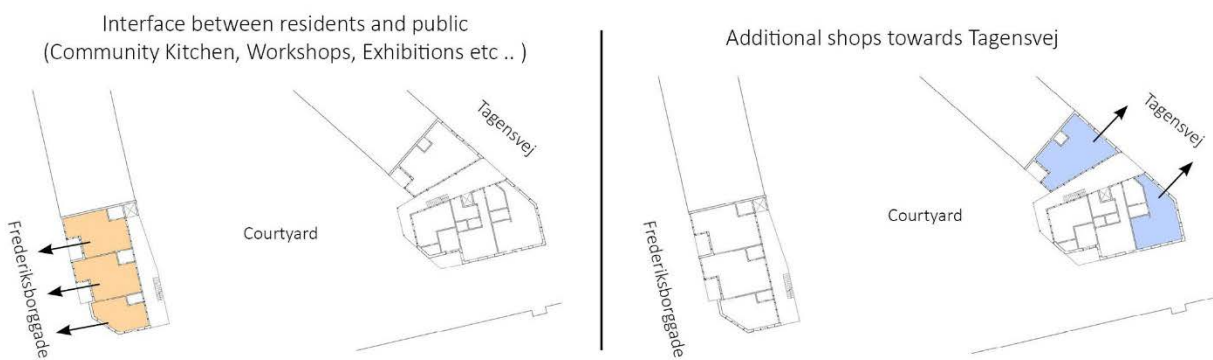 Interface between residents and public
(Community Kitchen, Workshops, Exhibitions etc .. )
Tagensvej
Courtyard
Frederiksborggade
Additional shops towards Tagensvej
Tagensvej
Courtyard
Frederiksborggade